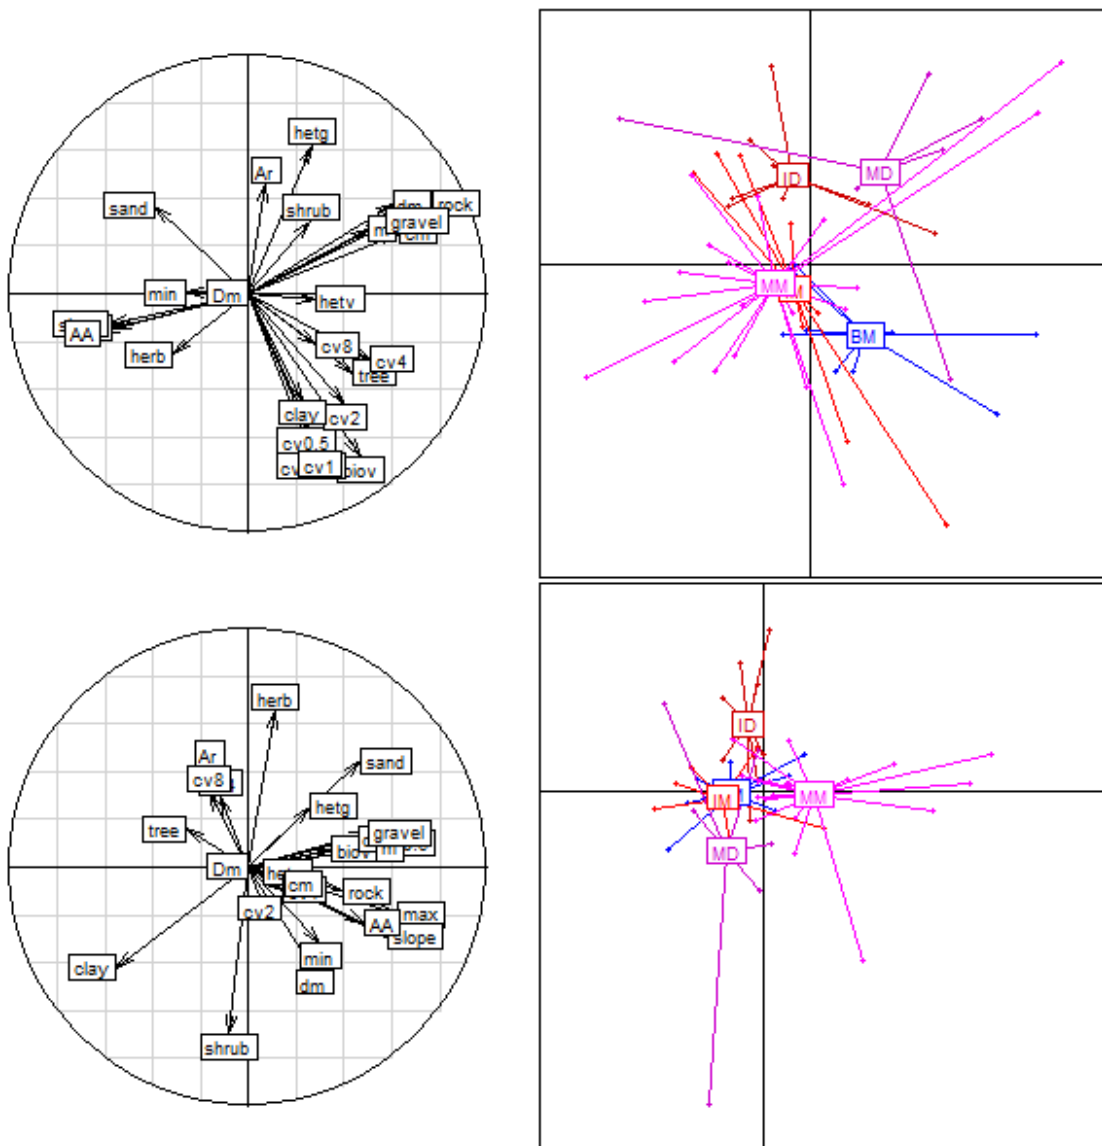 hetg
Ar
sand
shrub
dm
rock
gravel
cm
min
Dm
hetv
AA
herb
cv8
cv4
tree
clay
cv2
cv0.5
cv1
biov
ID
MD
MM
BM
herb
Ar
cv8
sand
hetg
tree
gravel
biov
Dm
cm
rock
cv2
AA
max
slope
clay
min
dm
shrub
ID
IM
MM
MD